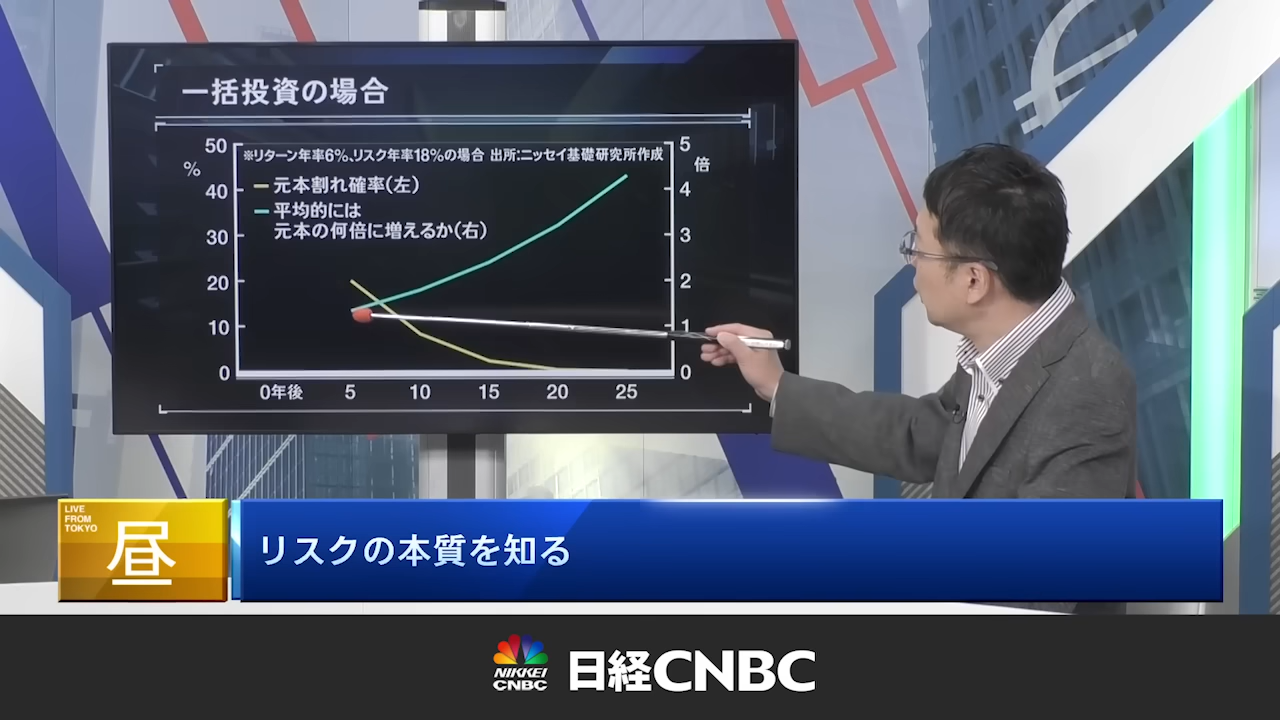 一括投資の場合
50
%
40
30
20
10
0
※リターン年率6%、リスク年率18%の場合 出所:ニッセイ基礎研究所作成
元本割れ確率(左)
平均的には
元本の何倍に増えるか(右)
5
倍
4
3
2
1
0
0年後 5 10 15 20 25
LIVE
FROM
TOKYO
昼
リスクの本質を知る
NIKKEI
CNBC
日経CNBC